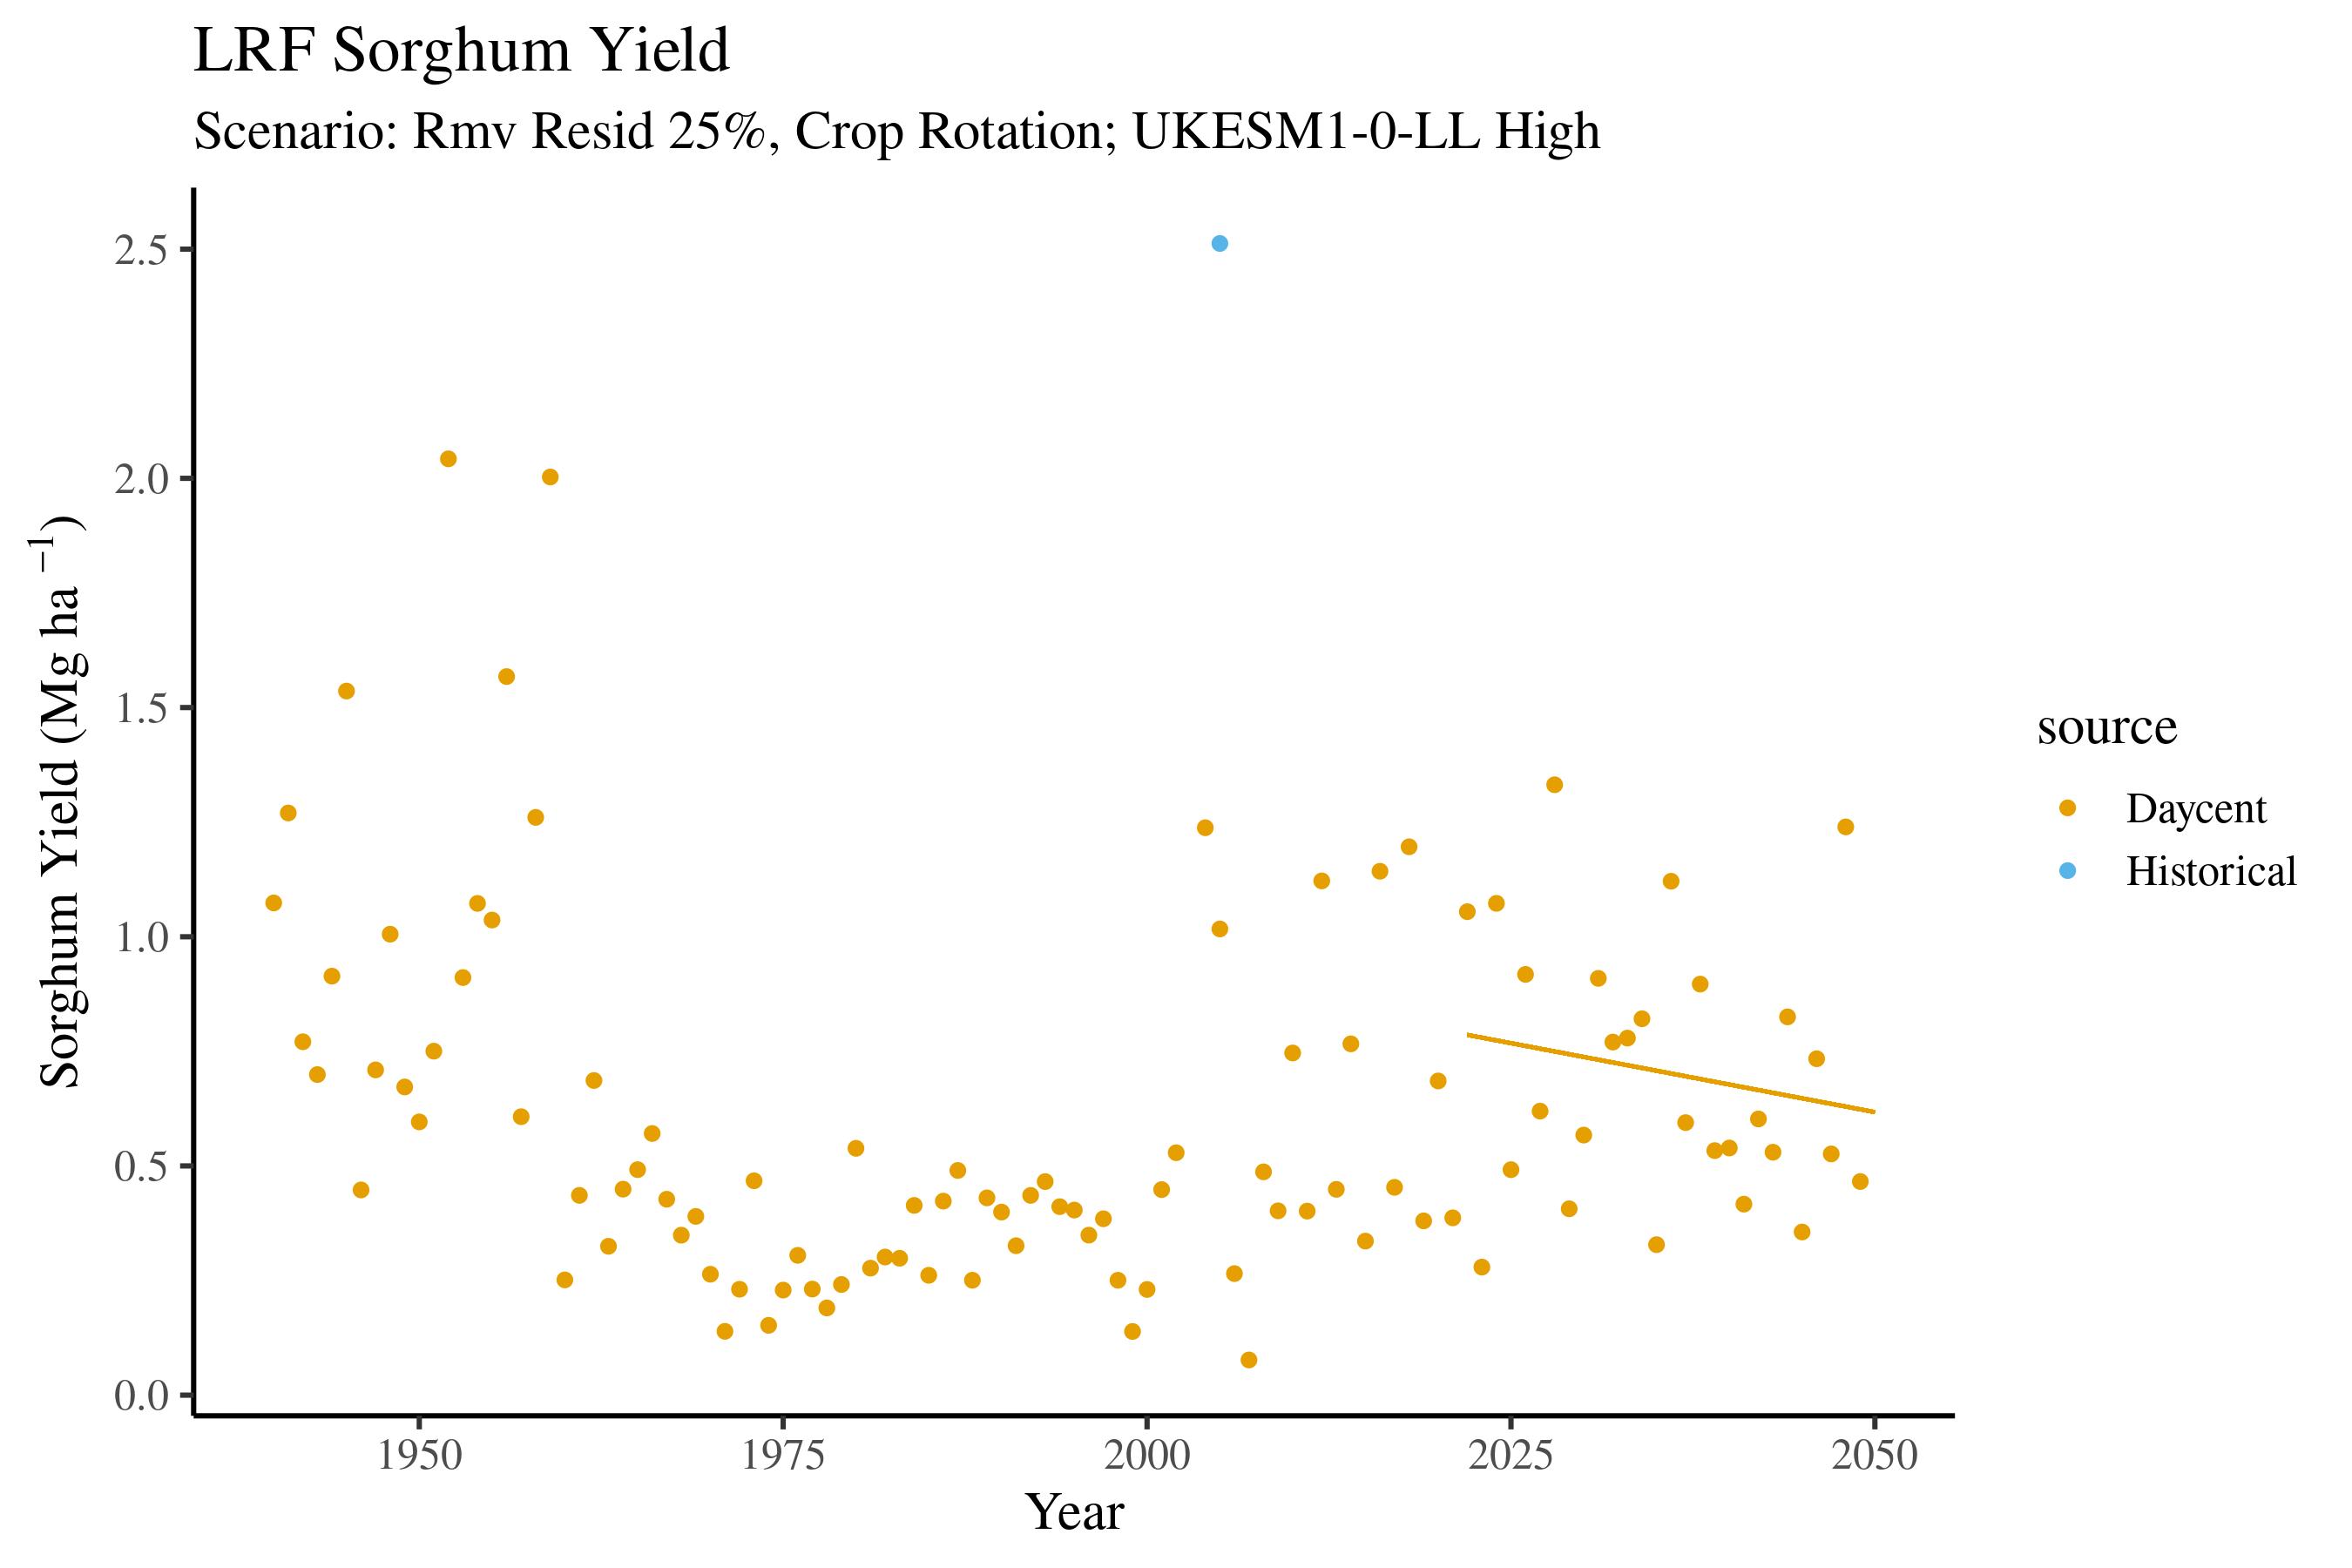 LRF Sorghum Yield
Scenario: Rmv Resid 25%, Crop Rotation; UKESM1-0-LL High
Sorghum Yield (Mg ha⁻¹)
2.5
2.0
1.5
1.0
0.5
0.0
1950 1975 2000 2025 2050
Year
source
Daycent
Historical